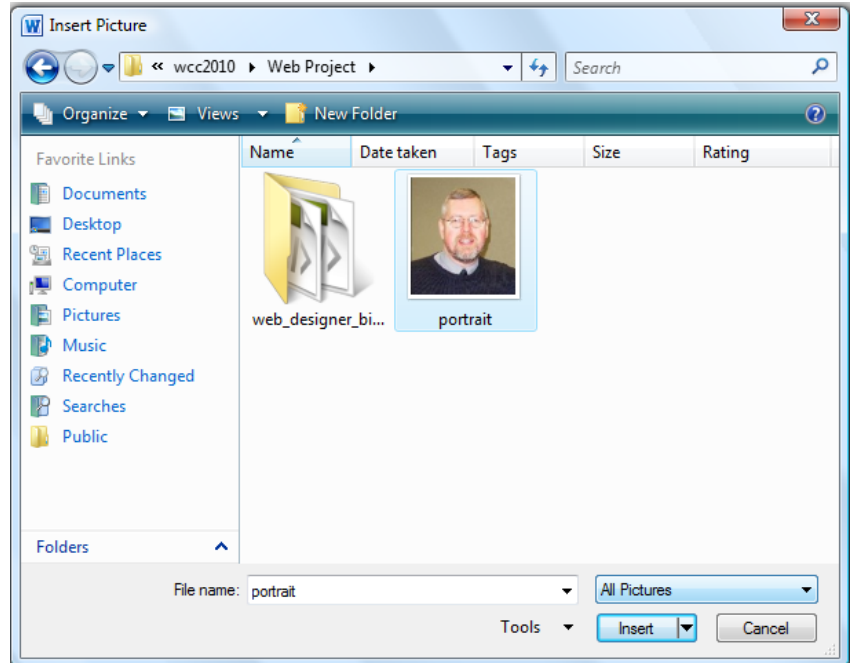 Insert Picture
« wcc2010 ▸ Web Project ▸ Search
Organize Views New Folder
Favorite Links
Documents
Desktop
Recent Places
Computer
Pictures
Music
Recently Changed
Searches
Public
Folders
Name Date taken Tags Size Rating
web_designer_bi... portrait
File name: portrait All Pictures
Tools Insert Cancel